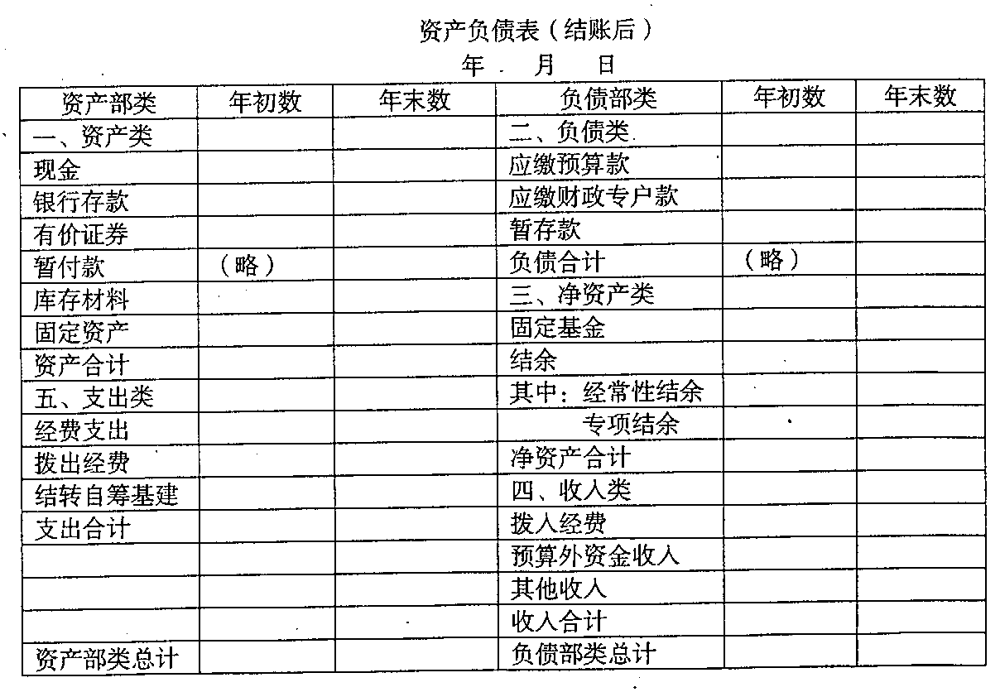 资产负债表（结账后）
年 月 日
资产部类 年初数 年末数 负债部类 年初数 年末数
一、资产类 二、负债类
现金 应缴预算款
银行存款 应缴财政专户款
有价证券 暂存款
暂付款 （略） 负债合计 （略）
库存材料 三、净资产类
固定资产 固定基金
资产合计 结余
五、支出类 其中：经常性结余
经费支出 专项结余
拨出经费 净资产合计
结转自筹基建 四、收入类
支出合计 拨人经费
预算外资金收入
其他收入
收入合计
资产部类总计 负债部类总计